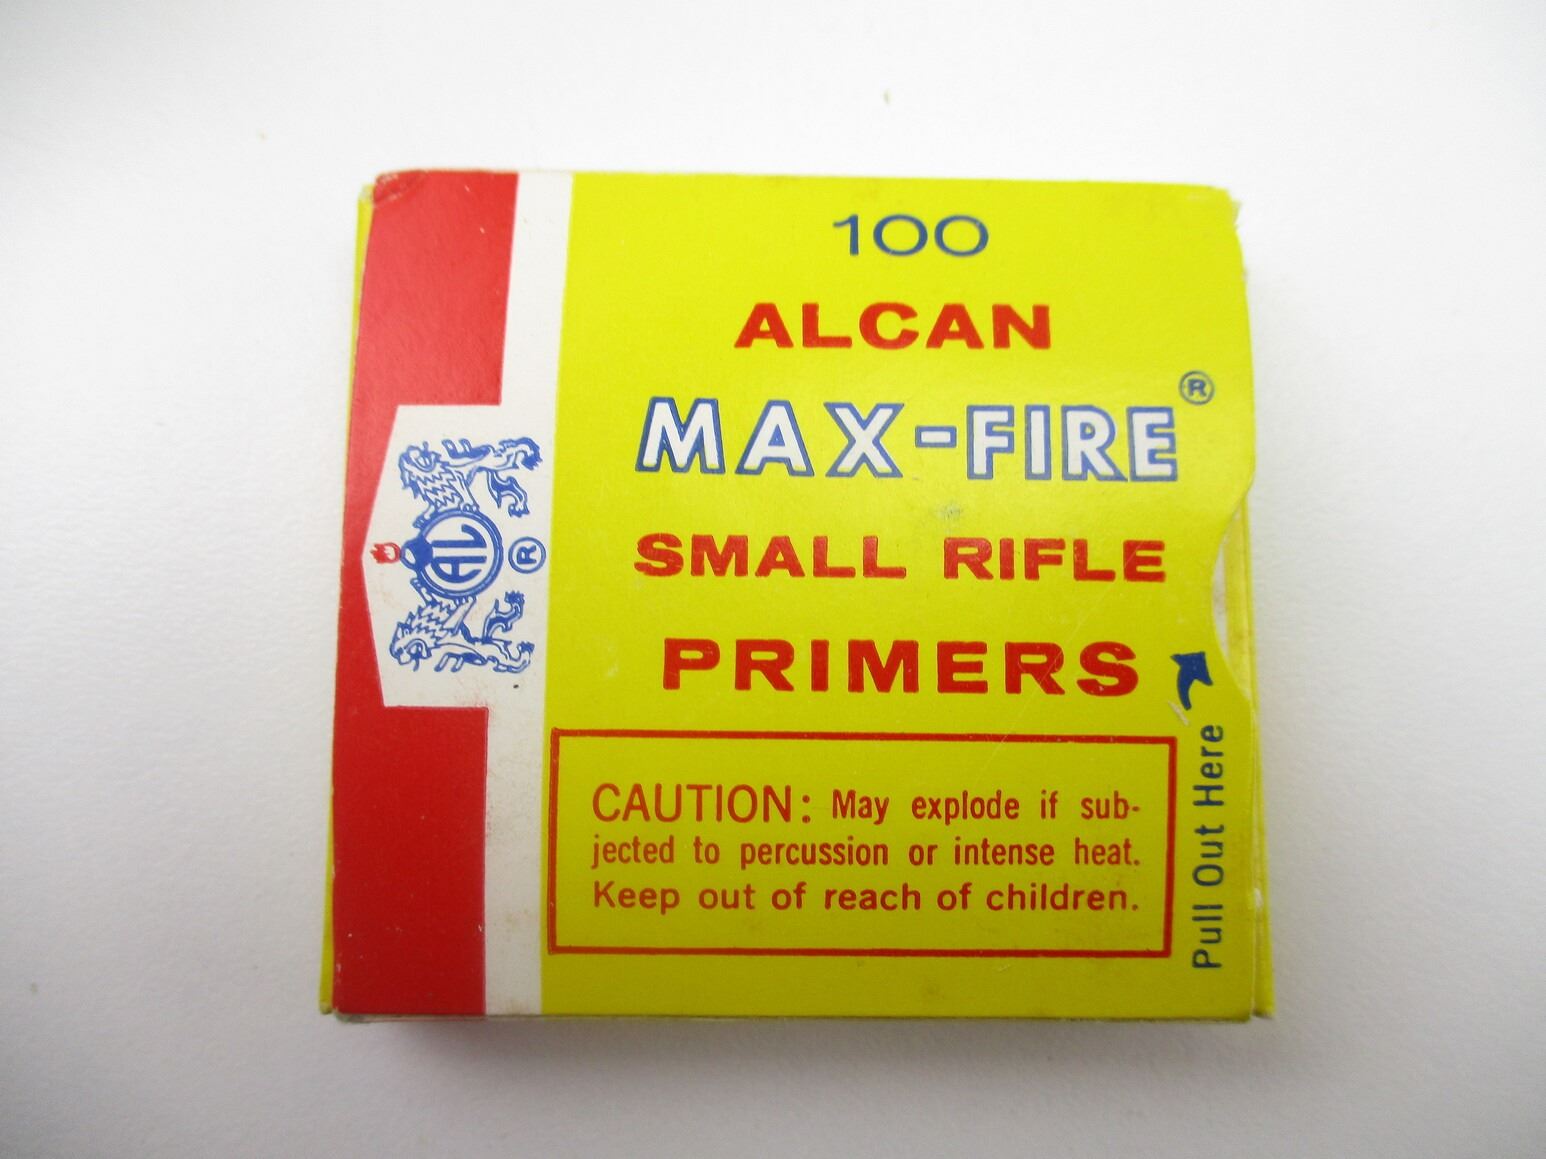 100
ALCAN
MAX-FIRE®
SMALL RIFLE
PRIMERS
CAUTION: May explode if sub-
jected to percussion or intense heat.
Keep out of reach of children.
Pull Out Here
AL
®